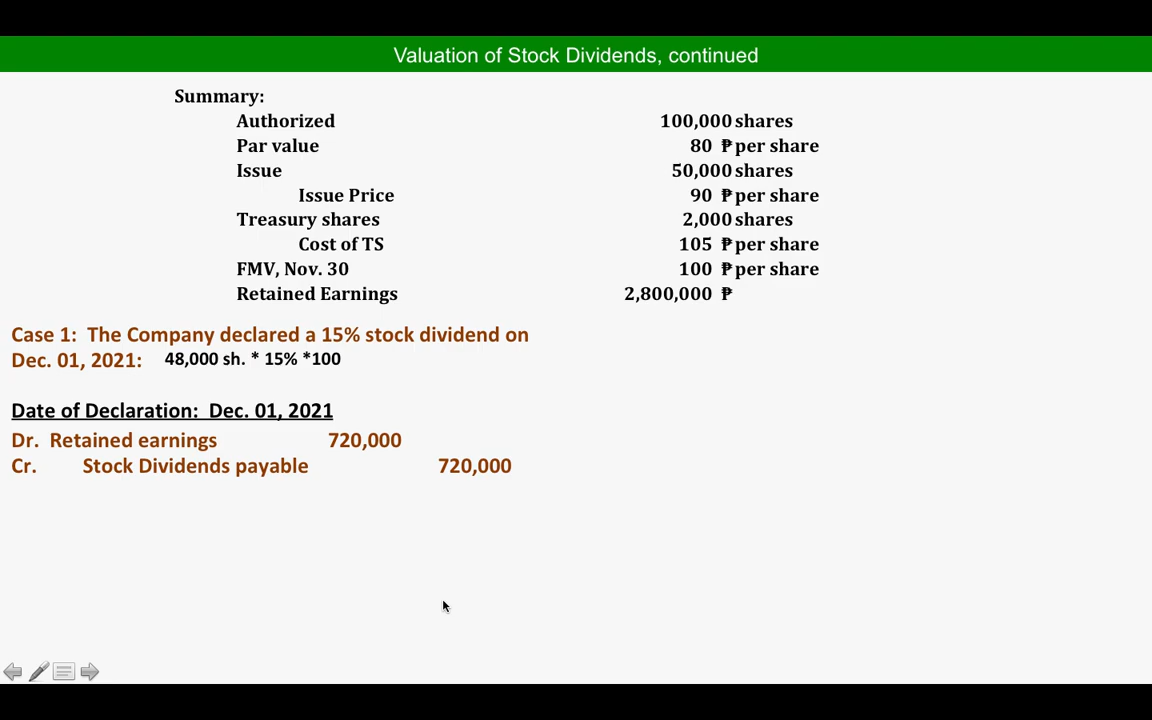 Valuation of Stock Dividends, continued
Summary:
Authorized 100,000 shares
Par value 80 ₱ per share
Issue 50,000 shares
Issue Price 90 ₱ per share
Treasury shares 2,000 shares
Cost of TS 105 ₱ per share
FMV, Nov. 30 100 ₱ per share
Retained Earnings 2,800,000 ₱
Case 1: The Company declared a 15% stock dividend on
Dec. 01, 2021: 48,000 sh. * 15% *100
Date of Declaration: Dec. 01, 2021
Dr. Retained earnings 720,000
Cr. Stock Dividends payable 720,000